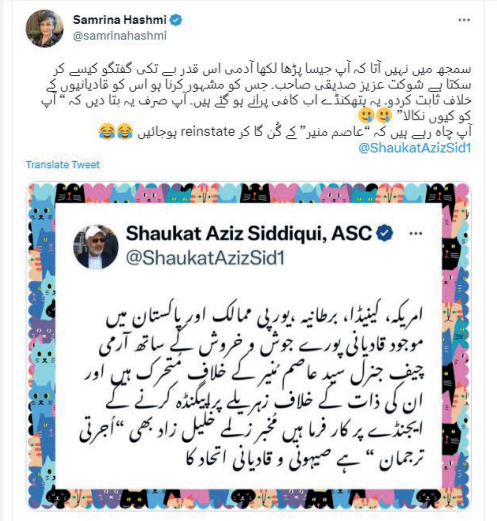 Samrina Hashmi
@samrinahashmi
سمجھ میں نہیں آتا کہ آپ جیسا پڑھا لکھا آدمی اس قدر بے تکی گفتگو کیسے کر
سکتا ہے شوکت عزیز صدیقی صاحب۔ جس کو مشہور کرنا ہو اس کو قادیانیوں کے
خلاف ثابت کردو۔ یہ ہتھکنڈے اب کافی پرانے ہو گئے ہیں۔ آپ صرف یہ بتا دیں کہ “ آپ
کو کیوں نکالا” 🥲🥲
آپ چاہ رہے ہیں کہ “عاصم منیر” کے گُن گا کر reinstate ہوجائیں 😂😂
@ShaukatAzizSid1
Translate Tweet
Shaukat Aziz Siddiqui, ASC
@ShaukatAzizSid1
امریکہ، کینیڈا، برطانیہ ،یورپی ممالک اور پاکستان میں
موجود قادیانی پورے جوش و خروش کے ساتھ آرمی
چیف جنرل سید عاصم منیر کے خلاف مُتحرک ہیں اور
ان کی ذات کے خلاف زہریلے پراپیگنڈہ کرنے کے
ایجنڈے پر کار فرما ہیں مُخبر زلمے خلیل زاد بھی “اُجرتی
ترجمان “ ہے صیہونی و قادیانی اتحاد کا